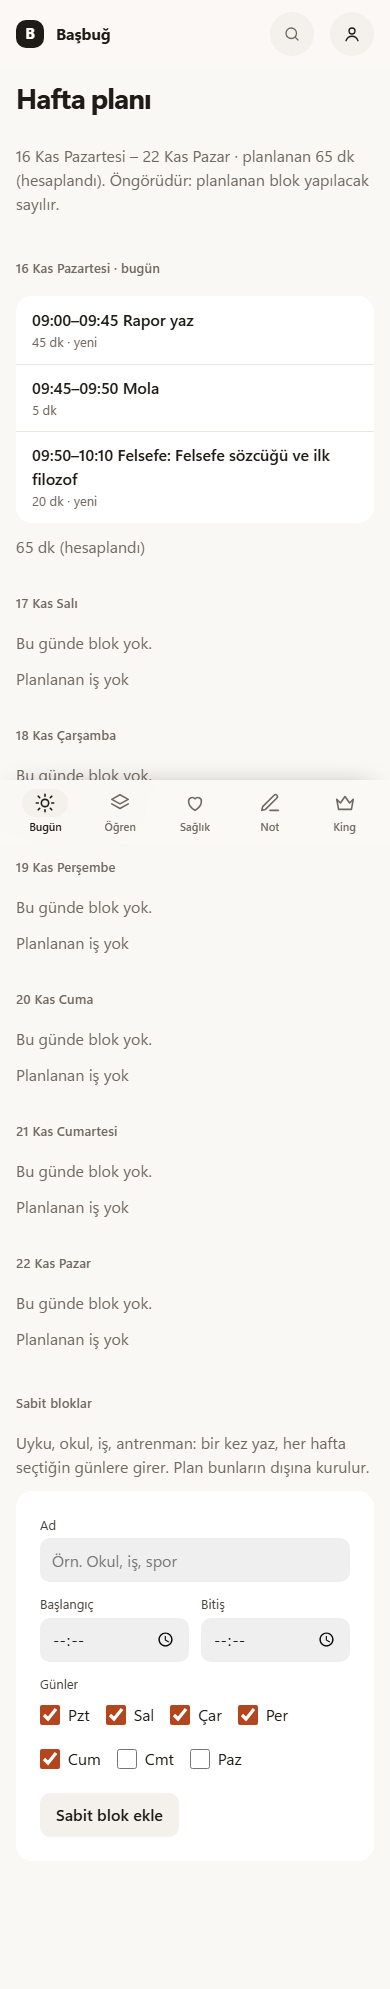 B Başbuğ
Hafta planı
16 Kas Pazartesi – 22 Kas Pazar · planlanan 65 dk
(hesaplandı). Öngörüdür: planlanan blok yapılacak
sayılır.
16 Kas Pazartesi · bugün
09:00–09:45 Rapor yaz
45 dk · yeni
09:45–09:50 Mola
5 dk
09:50–10:10 Felsefe: Felsefe sözcüğü ve ilk
filozof
20 dk · yeni
65 dk (hesaplandı)
17 Kas Salı
Bu günde blok yok.
Planlanan iş yok
18 Kas Çarşamba
Bu günde blok yok.
Bugün Öğren Sağlık Not King
19 Kas Perşembe
Bu günde blok yok.
Planlanan iş yok
20 Kas Cuma
Bu günde blok yok.
Planlanan iş yok
21 Kas Cumartesi
Bu günde blok yok.
Planlanan iş yok
22 Kas Pazar
Bu günde blok yok.
Planlanan iş yok
Sabit bloklar
Uyku, okul, iş, antrenman: bir kez yaz, her hafta
seçtiğin günlere girer. Plan bunların dışına kurulur.
Ad
Örn. Okul, iş, spor
Başlangıç Bitiş
--:-- --:--
Günler
Pzt Sal Çar Per
Cum Cmt Paz
Sabit blok ekle